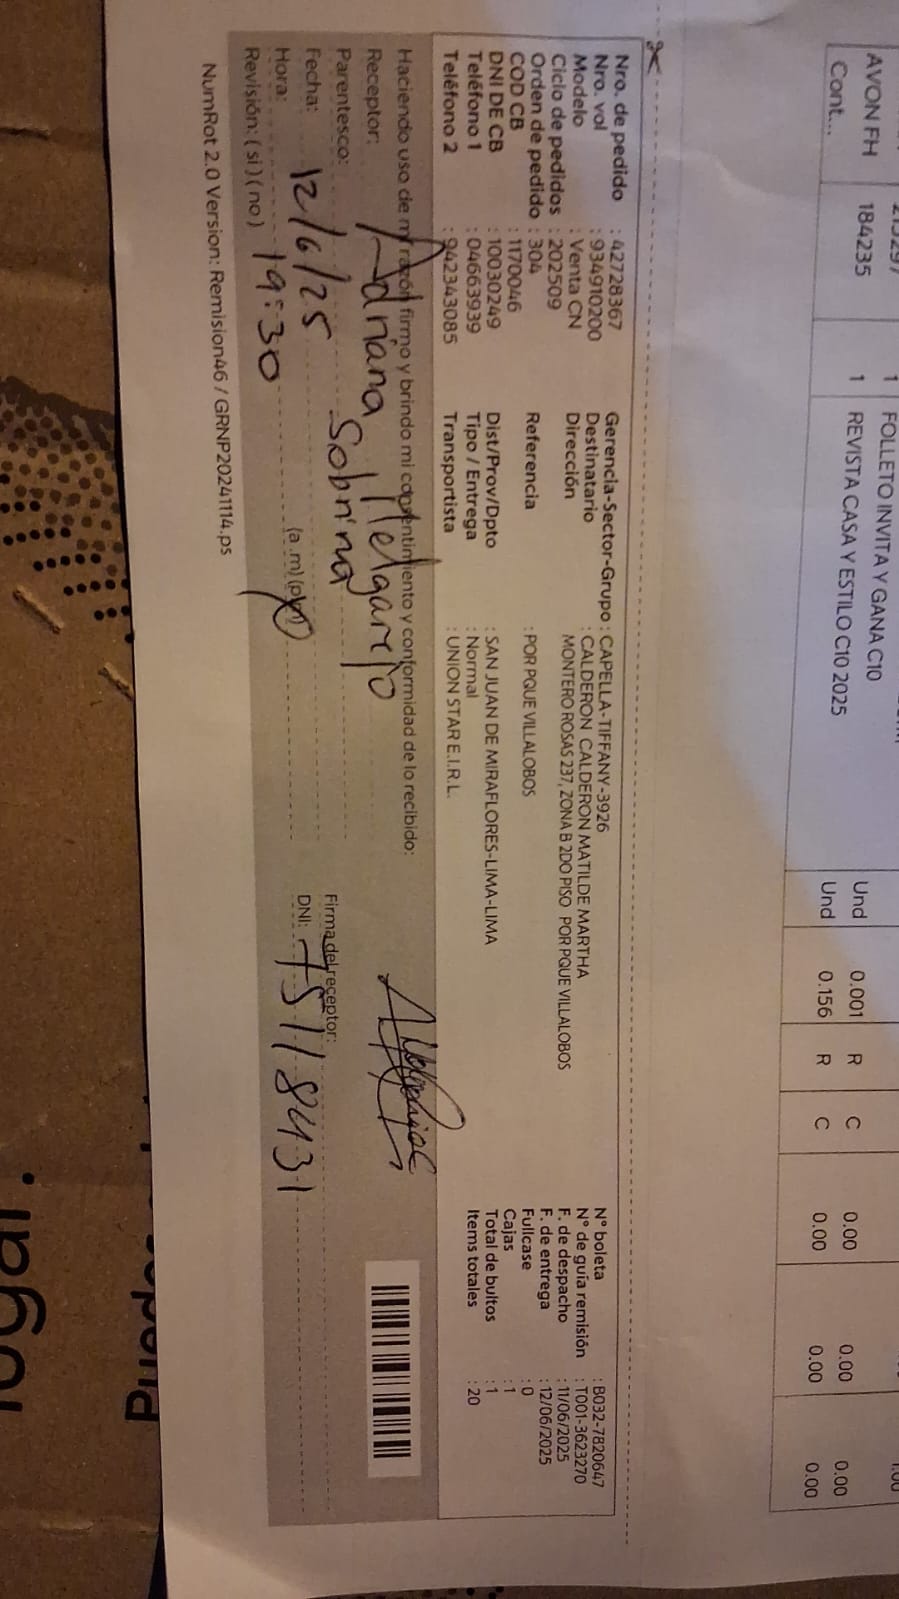 213297 1 FOLLETO INVITA Y GANA C10 Und 0.001 R C 0.00 0.00 0.00
AVON FH 184235 1 REVISTA CASA Y ESTILO C10 2025 Und 0.156 R C 0.00 0.00 0.00
Cont...
Nro. de pedido : 42728367
Nro. vol : 934910200
Modelo : Venta CN
Ciclo de pedidos : 202509
Orden de pedido : 304
COD CB : 1170046
DNI DE CB : 10030249
Teléfono 1 : 04663939
Teléfono 2 : 942343085
Gerencia-Sector-Grupo : CAPELLA-TIFFANY-3926
Destinatario : CALDERON CALDERON MATILDE MARTHA
Dirección MONTERO ROSAS 237, ZONA B 2DO PISO POR PQUE VILLALOBOS
Referencia : POR PQUE VILLALOBOS
Dist/Prov/Dpto : SAN JUAN DE MIRAFLORES-LIMA-LIMA
Tipo / Entrega : Normal
Transportista : UNION STAR E.I.R.L.
N° boleta : B032-7820647
N° de guía remisión : T001-3623270
F. de despacho : 11/06/2025
F. de entrega : 12/06/2025
Fullcase : 0
Cajas : 1
Total de bultos : 1
Items totales : 20
Haciendo uso de mi razón firmo y brindo mi consentimiento y conformidad de lo recibido:
Receptor: Adriana Melgarejo
Parentesco: Sobrina
Fecha: 12/6/25
Hora: 19:30 (a.m) (pm)
Revisión: ( si ) ( no )
Firma del receptor:
DNI: 75118431
NumRot 2.0 Version: Remision46 / GRNP20241114.ps